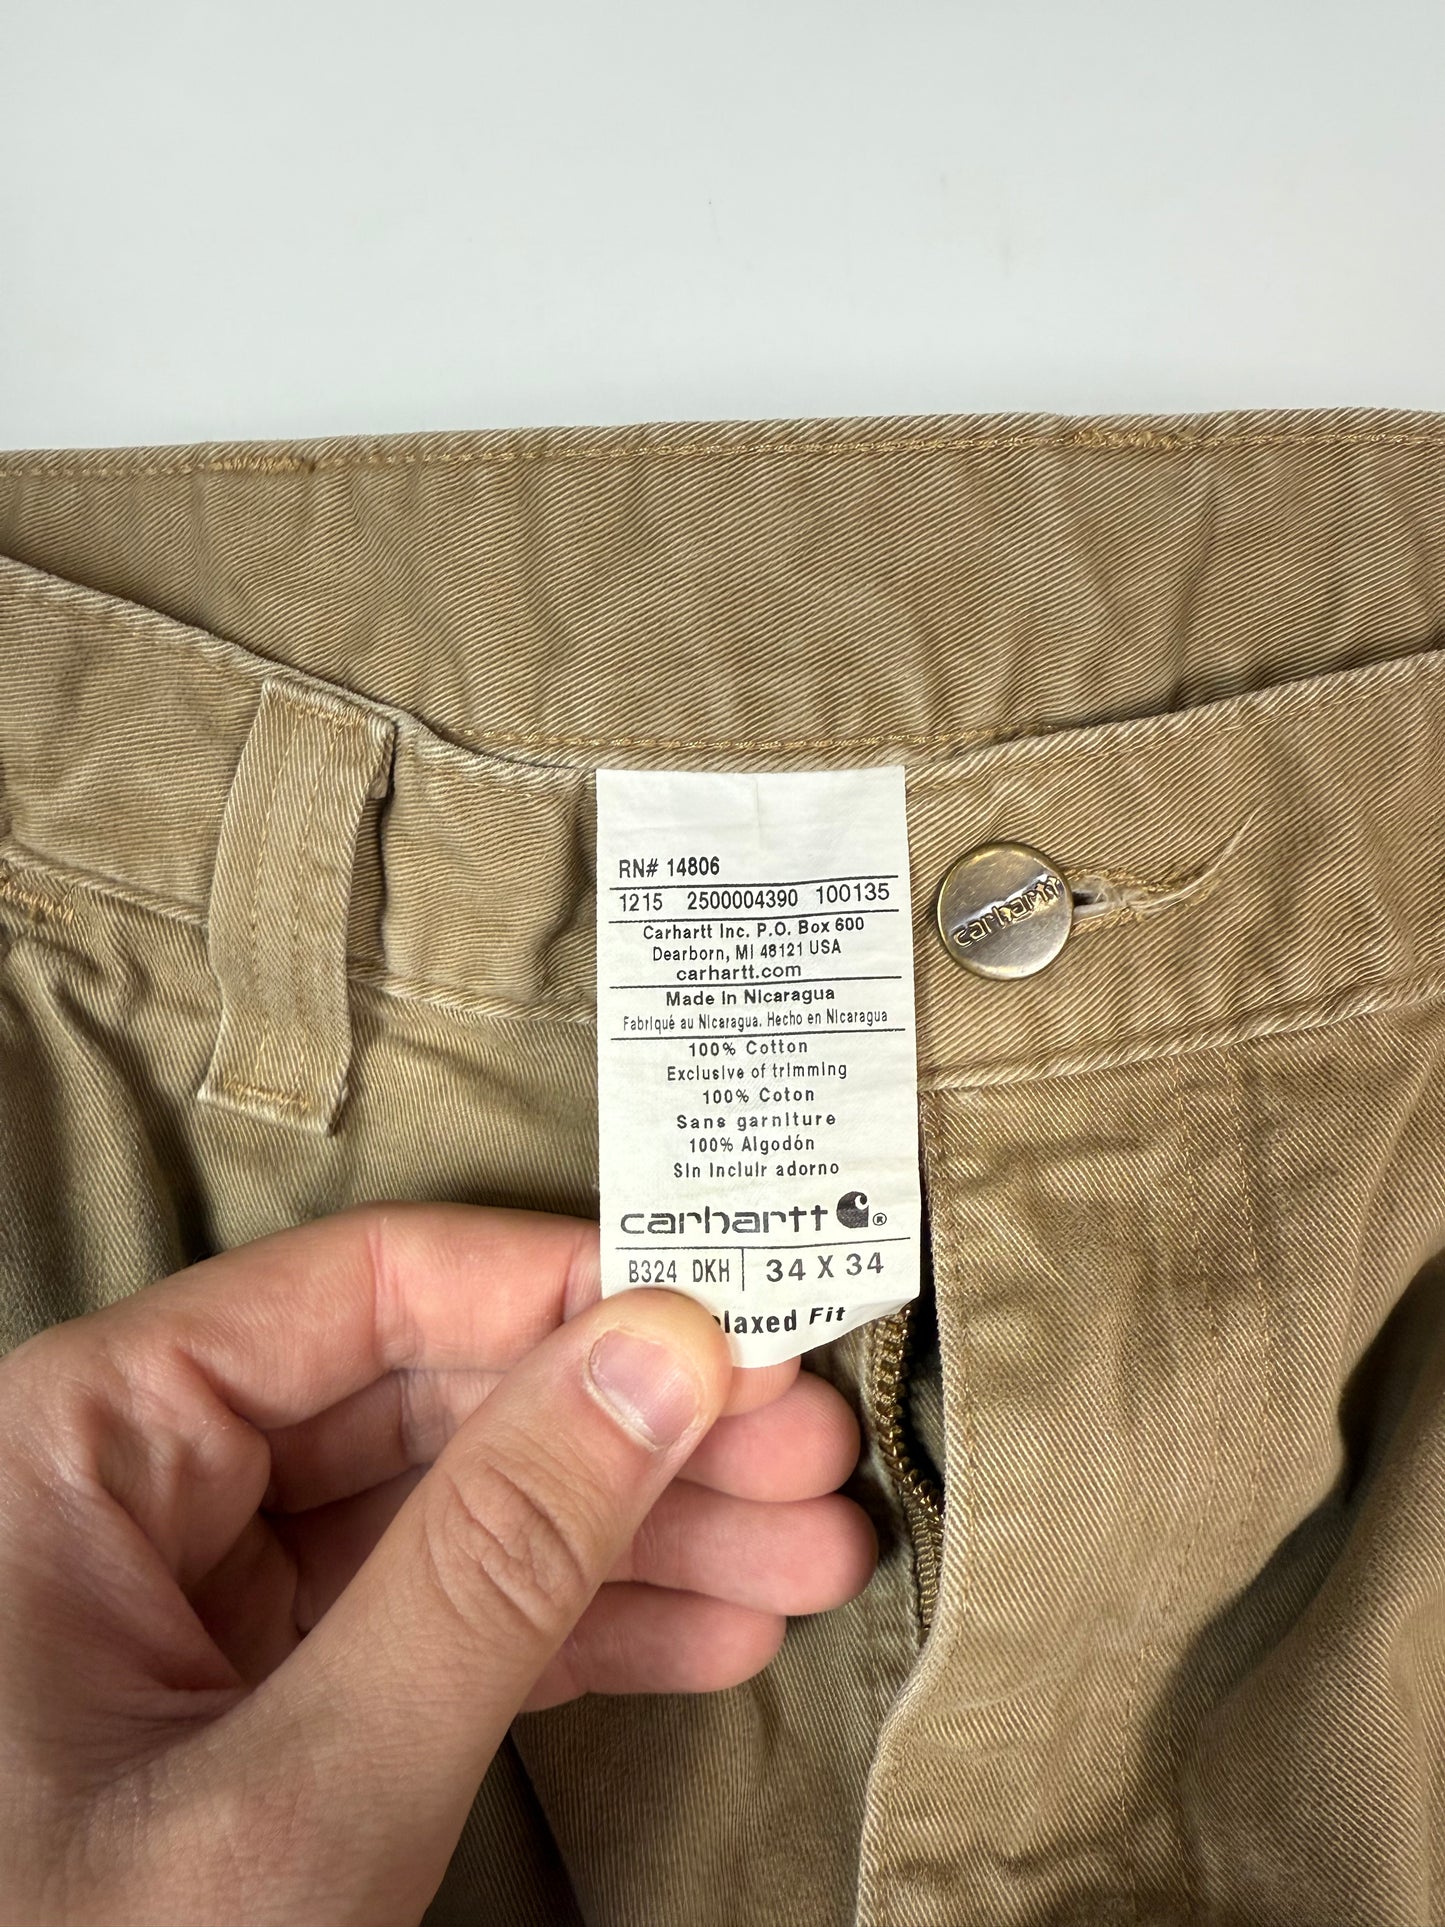 RN# 14806
1215 2500004390 100135
Carhartt Inc. P.O. Box 600
Dearborn, MI 48121 USA
carhartt.com
Made in Nicaragua
Fabriqué au Nicaragua. Hecho en Nicaragua
100% Cotton
Exclusive of trimming
100% Coton
Sans garniture
100% Algodón
Sin incluir adorno
carhartt ®
B324 DKH 34 X 34
elaxed Fit
carhartt